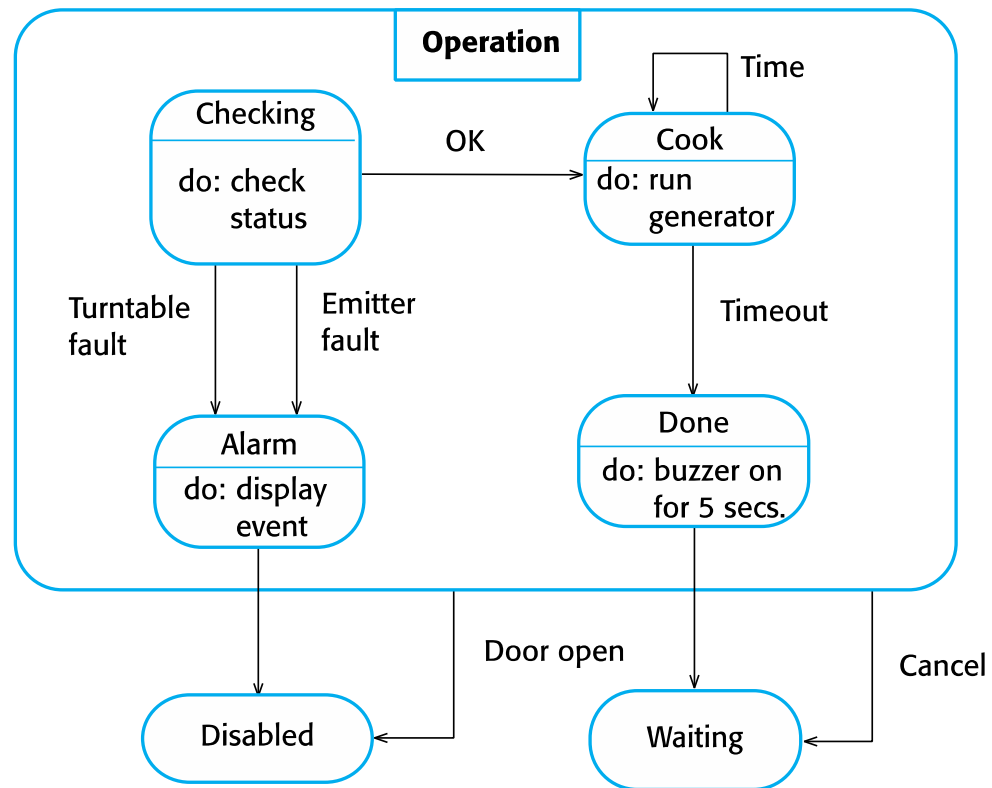 Operation
Time
Checking
OK
Cook
do: check
status
do: run
generator
Turntable
fault
Emitter
fault
Timeout
Alarm
do: display
event
Done
do: buzzer on
for 5 secs.
Door open
Cancel
Disabled
Waiting